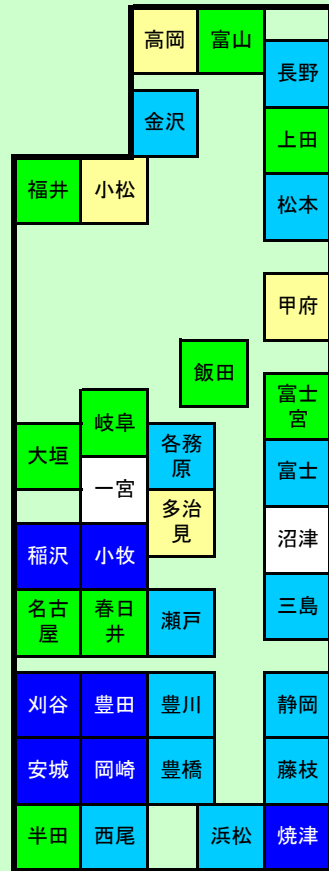 高岡
富山
長野
金沢
上田
福井
小松
松本
甲府
飯田
岐阜
富士
宮
大垣
各務
原
富士
一宮
多治
見
沼津
稲沢
小牧
名古
屋
春日
井
瀬戸
三島
刈谷
豊田
豊川
静岡
安城
岡崎
豊橋
藤枝
半田
西尾
浜松
焼津